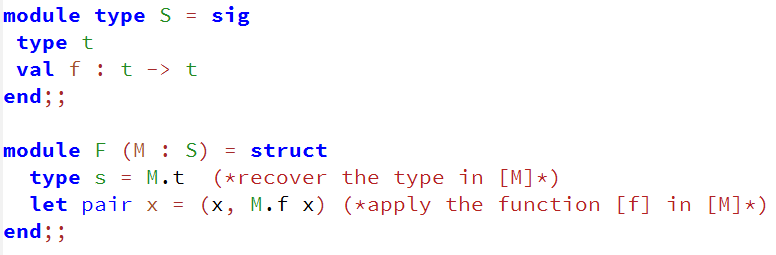 module type S = sig
 type t
 val f : t -> t
end;;

module F (M : S) = struct
  type s = M.t  (*recover the type in [M]*)
  let pair x = (x, M.f x) (*apply the function [f] in [M]*)
end;;